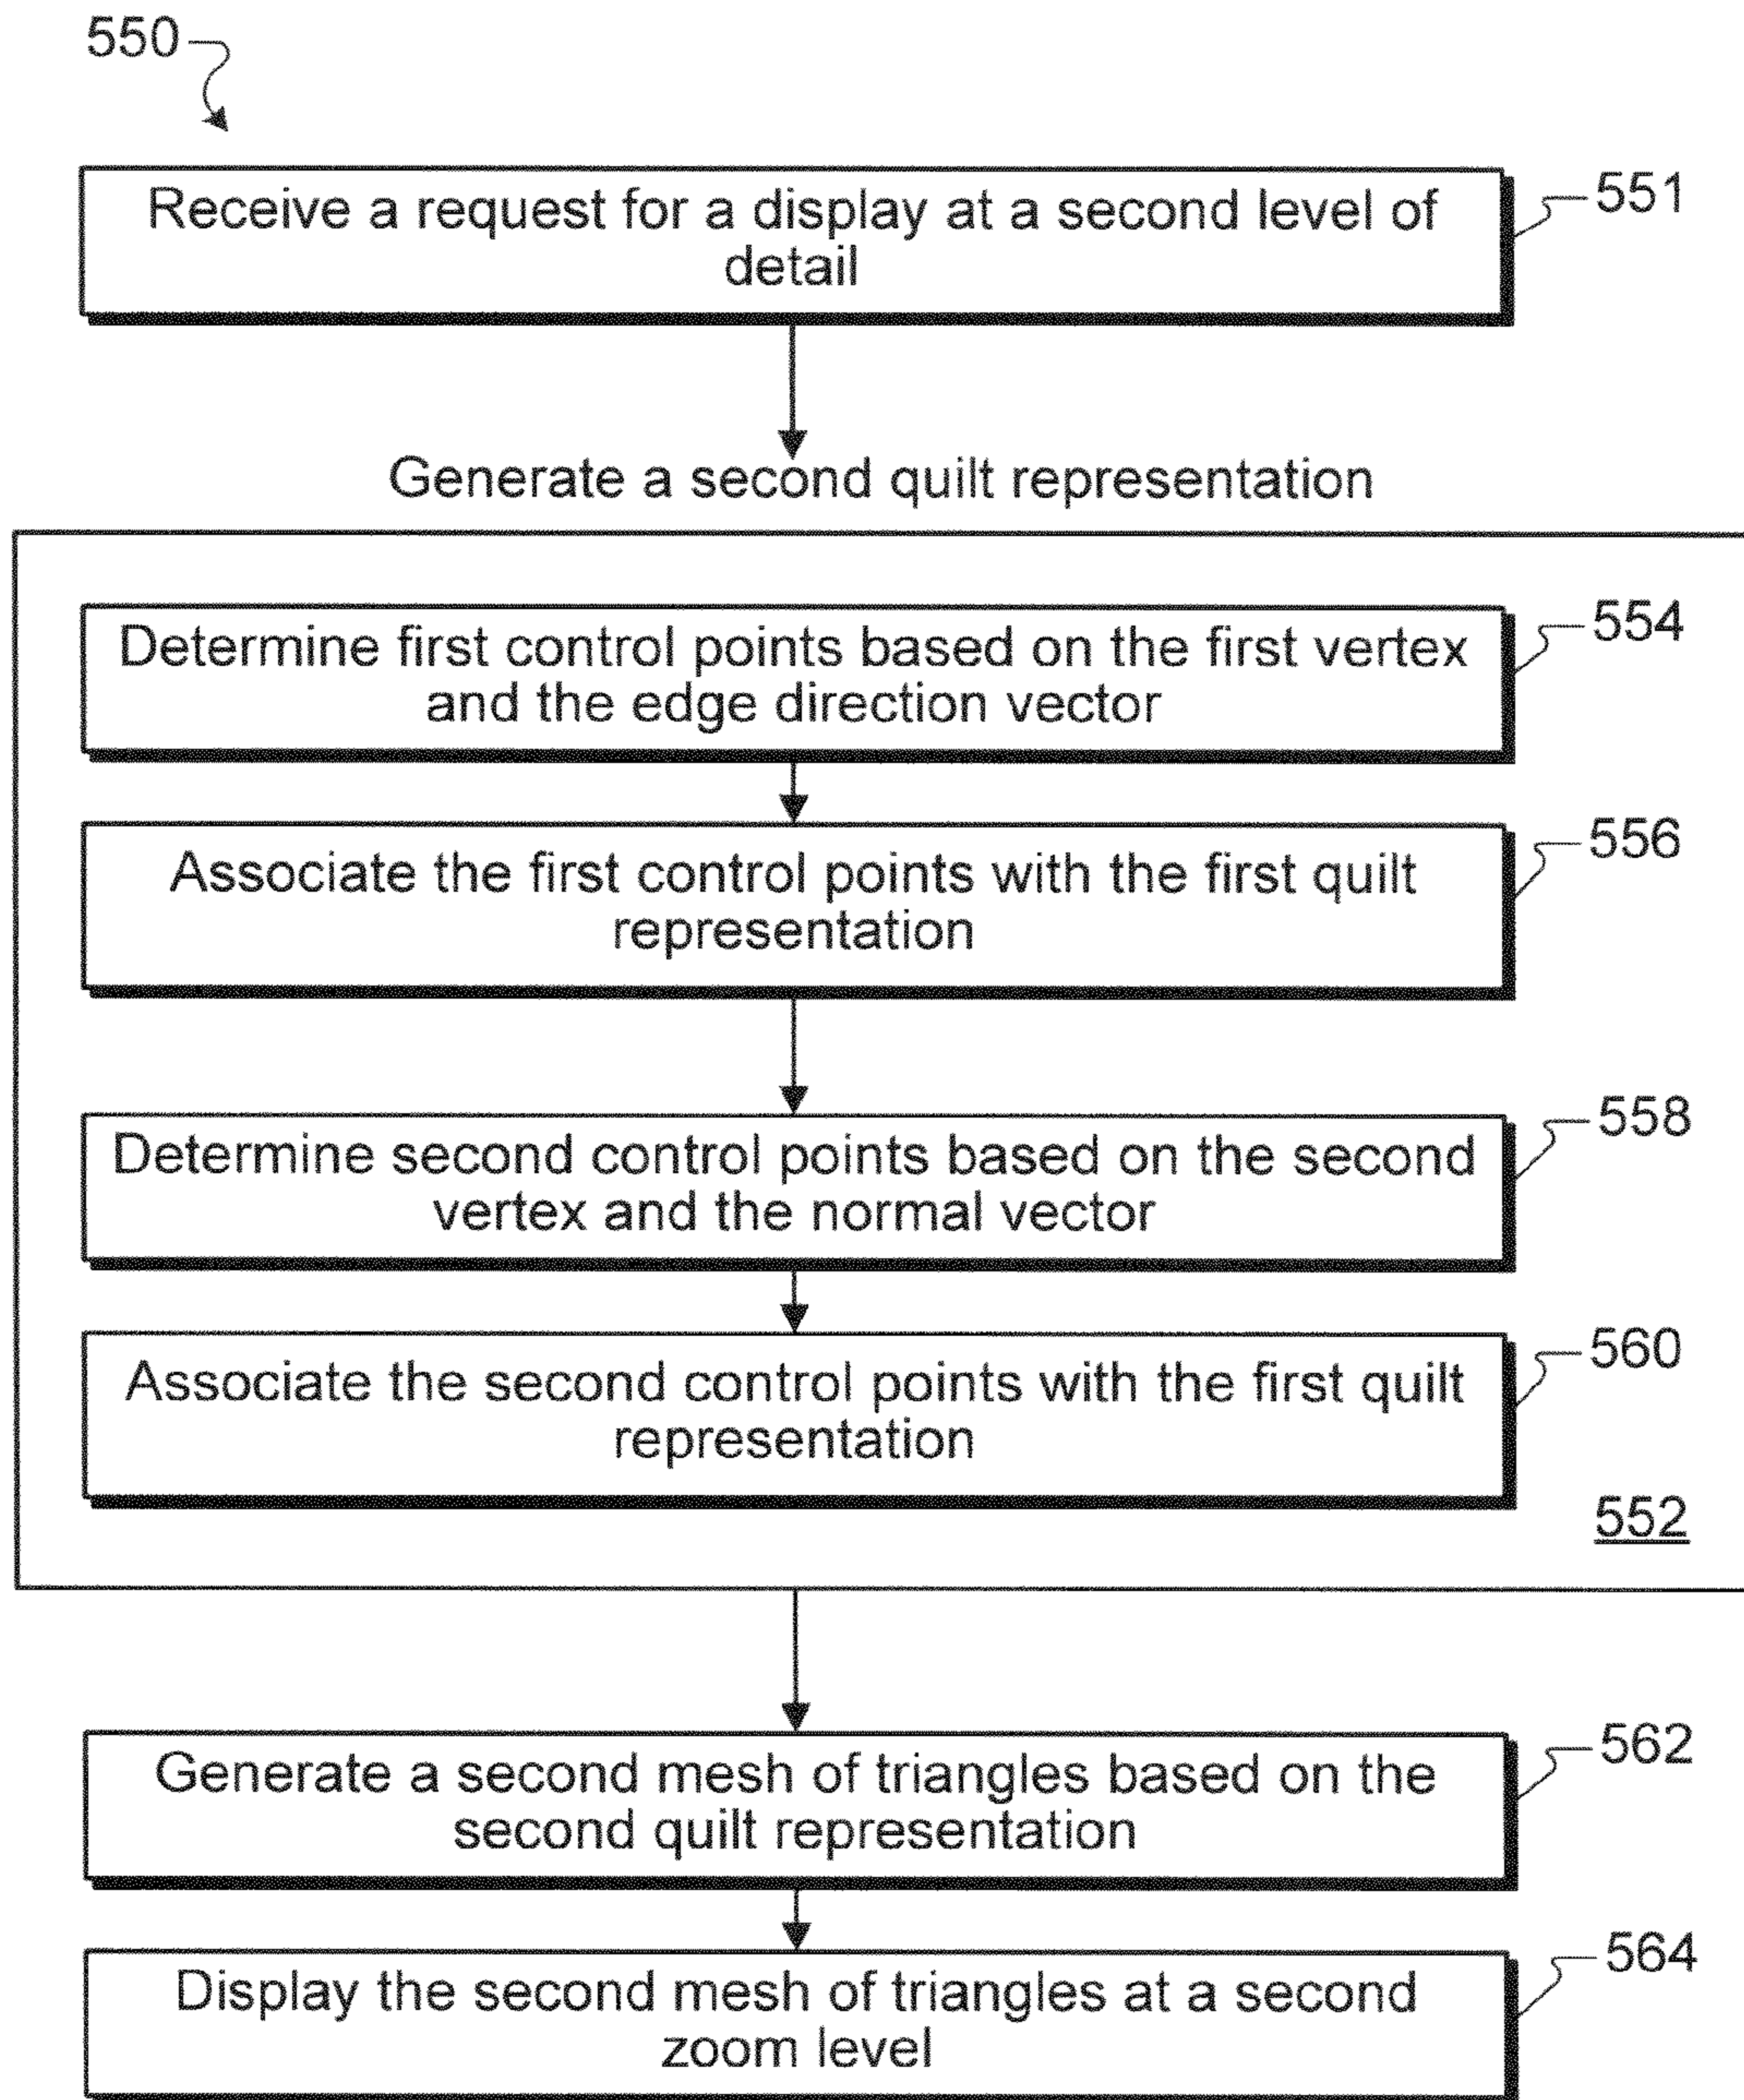 550
Receive a request for a display at a second level of
detail
551
Generate a second quilt representation
Determine first control points based on the first vertex
and the edge direction vector
554
Associate the first control points with the first quilt
representation
556
Determine second control points based on the second
vertex and the normal vector
558
Associate the second control points with the first quilt
representation
560
552
Generate a second mesh of triangles based on the
second quilt representation
562
Display the second mesh of triangles at a second
zoom level
564